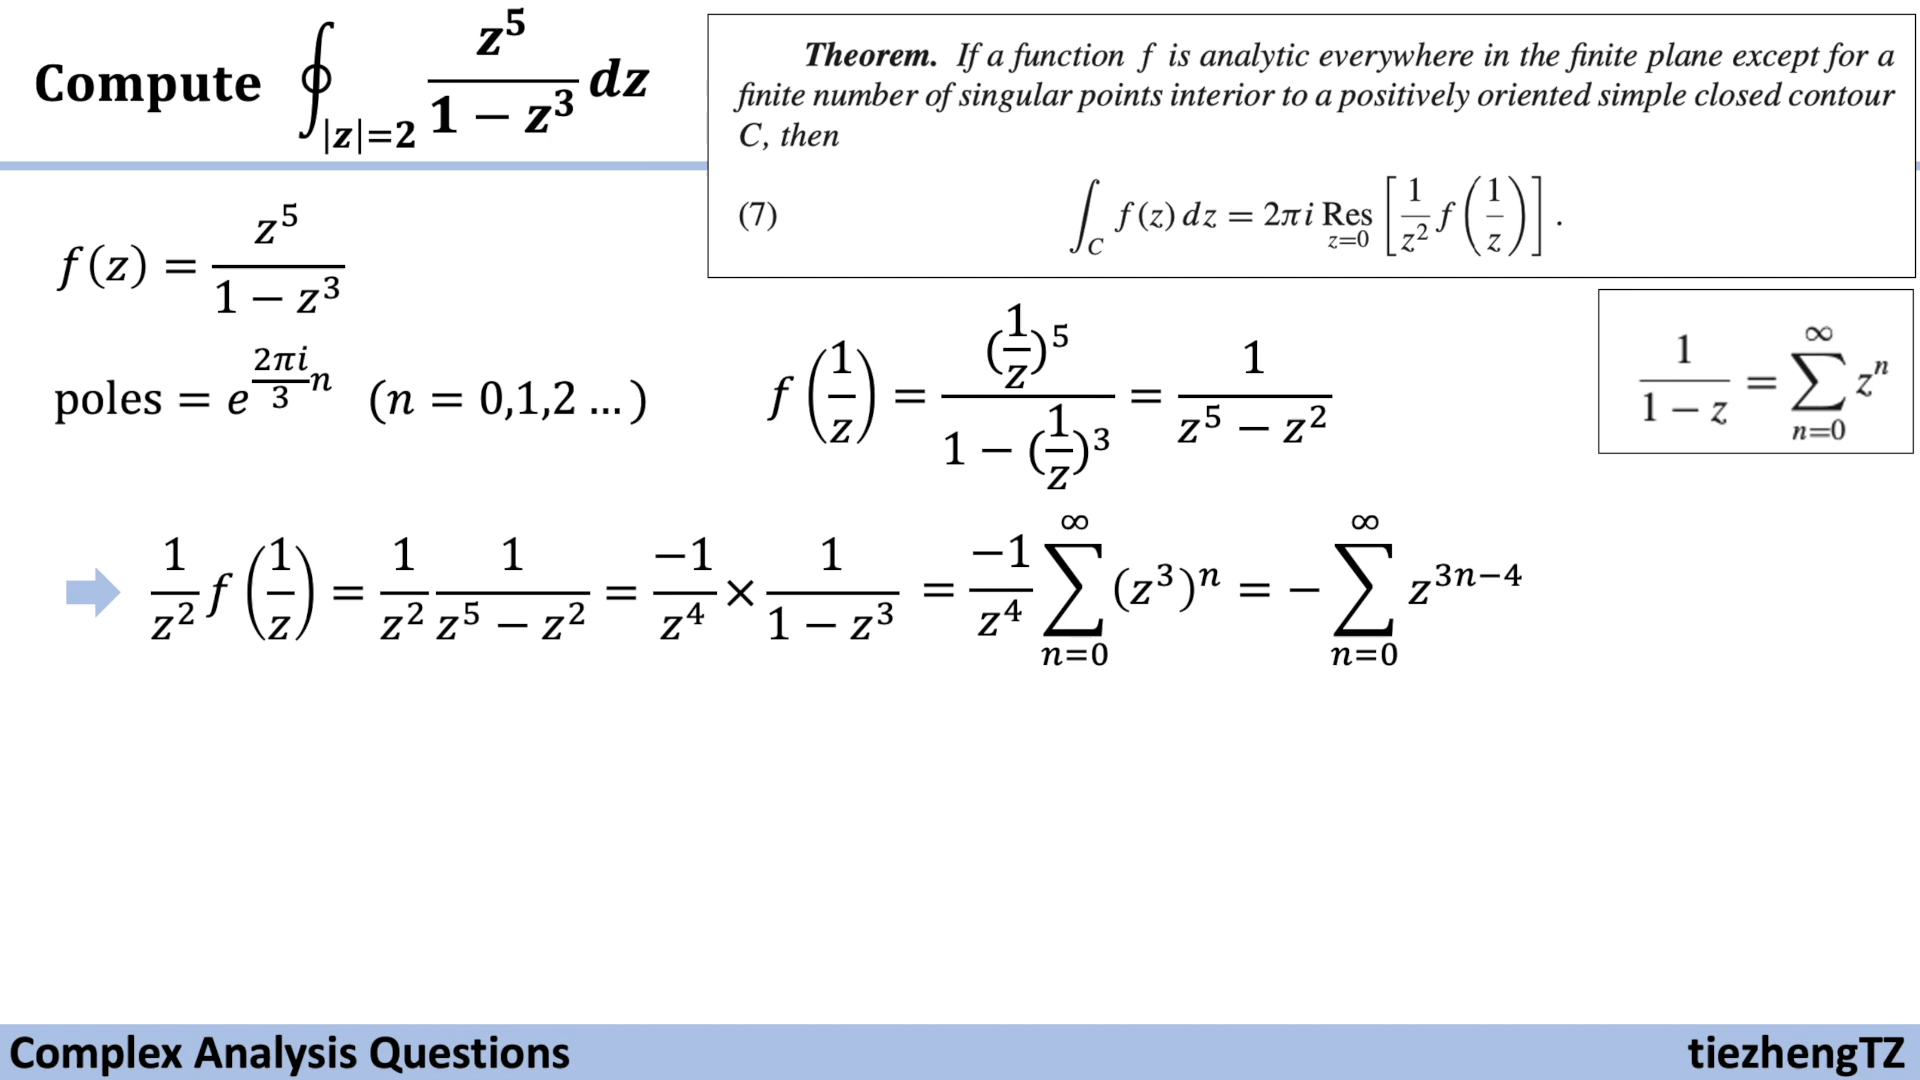 Compute ∮_{|z|=2} z^5/(1 − z^3) dz
Theorem. If a function f is analytic everywhere in the finite plane except for a
finite number of singular points interior to a positively oriented simple closed contour
C, then
(7) ∫_C f(z) dz = 2πi Res_{z=0} [1/z^2 f(1/z)].
f(z) = z^5/(1 − z^3)
1/(1 − z) = ∑_{n=0}^{∞} z^n
poles = e^{(2πi/3)n} (n = 0,1,2 ...)
f(1/z) = (1/z)^5/(1 − (1/z)^3) = 1/(z^5 − z^2)
1/z^2 f(1/z) = 1/z^2 1/(z^5 − z^2) = −1/z^4 × 1/(1 − z^3) = −1/z^4 ∑_{n=0}^{∞} (z^3)^n = − ∑_{n=0}^{∞} z^{3n−4}
Complex Analysis Questions
tiezhengTZ